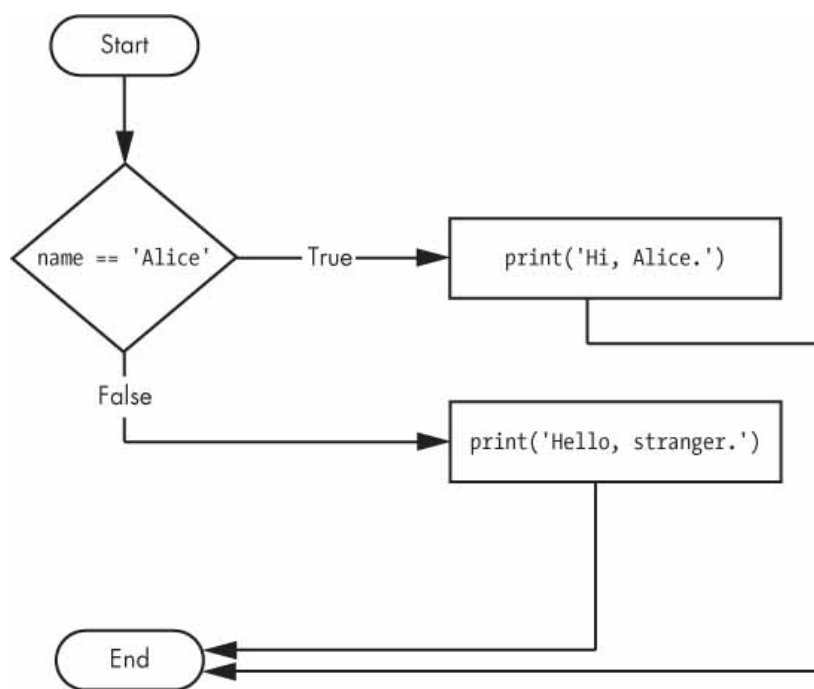 Start
name == 'Alice'
True
print('Hi, Alice.')
False
print('Hello, stranger.')
End